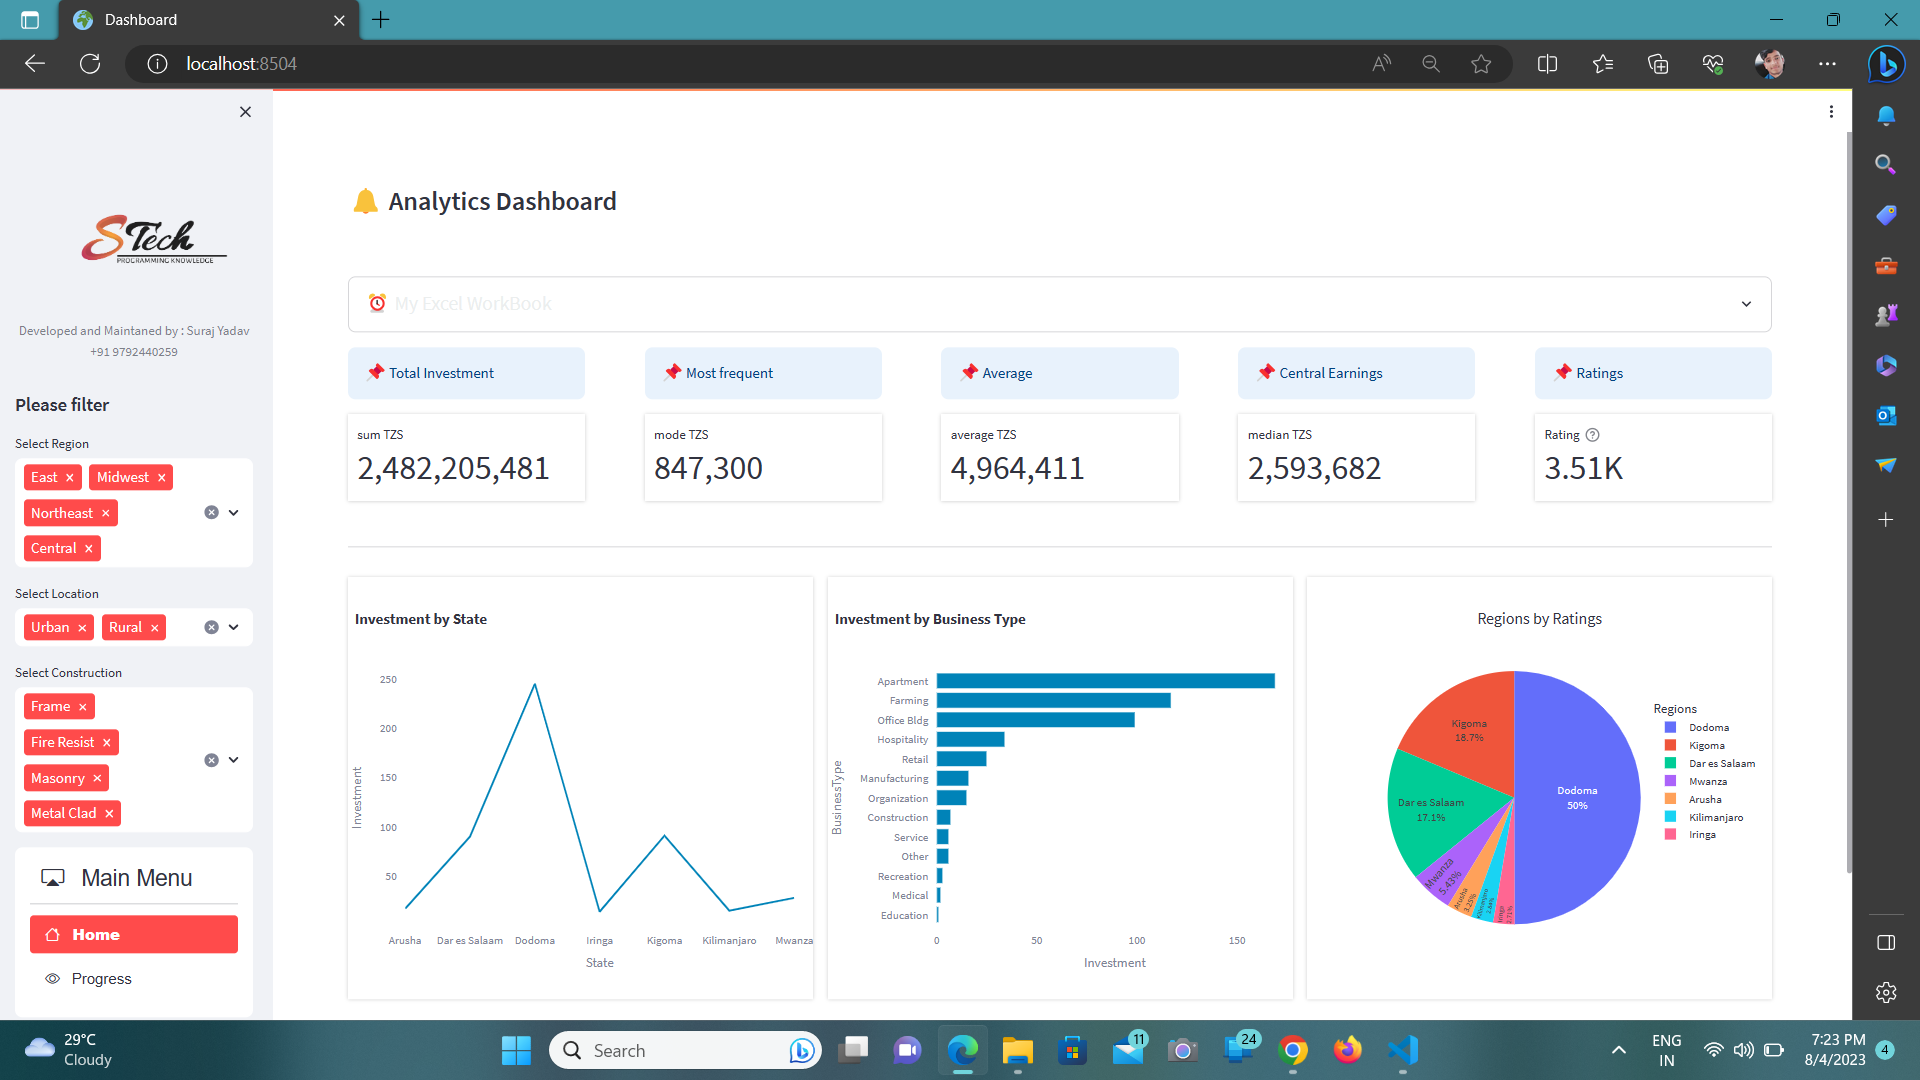 Dashboard
localhost:8504
STech
PROGRAMMING KNOWLEDGE
Developed and Maintaned by : Suraj Yadav
+91 9792440259
Please filter
Select Region
East
Midwest
Northeast
Central
Select Location
Urban
Rural
Select Construction
Frame
Fire Resist
Masonry
Metal Clad
Main Menu
Home
Progress
Analytics Dashboard
My Excel WorkBook
Total Investment
Most frequent
Average
Central Earnings
Ratings
sum TZS
2,482,205,481
mode TZS
847,300
average TZS
4,964,411
median TZS
2,593,682
Rating
3.51K
Investment by State
Investment
250
200
150
100
50
Arusha
Dar es Salaam
Dodoma
Iringa
Kigoma
Kilimanjaro
Mwanza
State
Investment by Business Type
BusinessType
Apartment
Farming
Office Bldg
Hospitality
Retail
Manufacturing
Organization
Construction
Service
Other
Recreation
Medical
Education
0
50
100
150
Investment
Regions by Ratings
Kigoma
18.7%
Dar es Salaam
17.1%
Mwanza
5.43%
Arusha
3.25%
Kilimanjaro
Iringa
Dodoma
50%
Regions
Dodoma
Kigoma
Dar es Salaam
Mwanza
Arusha
Kilimanjaro
Iringa
29°C
Cloudy
Search
11
24
ENG
IN
7:23 PM
8/4/2023
4